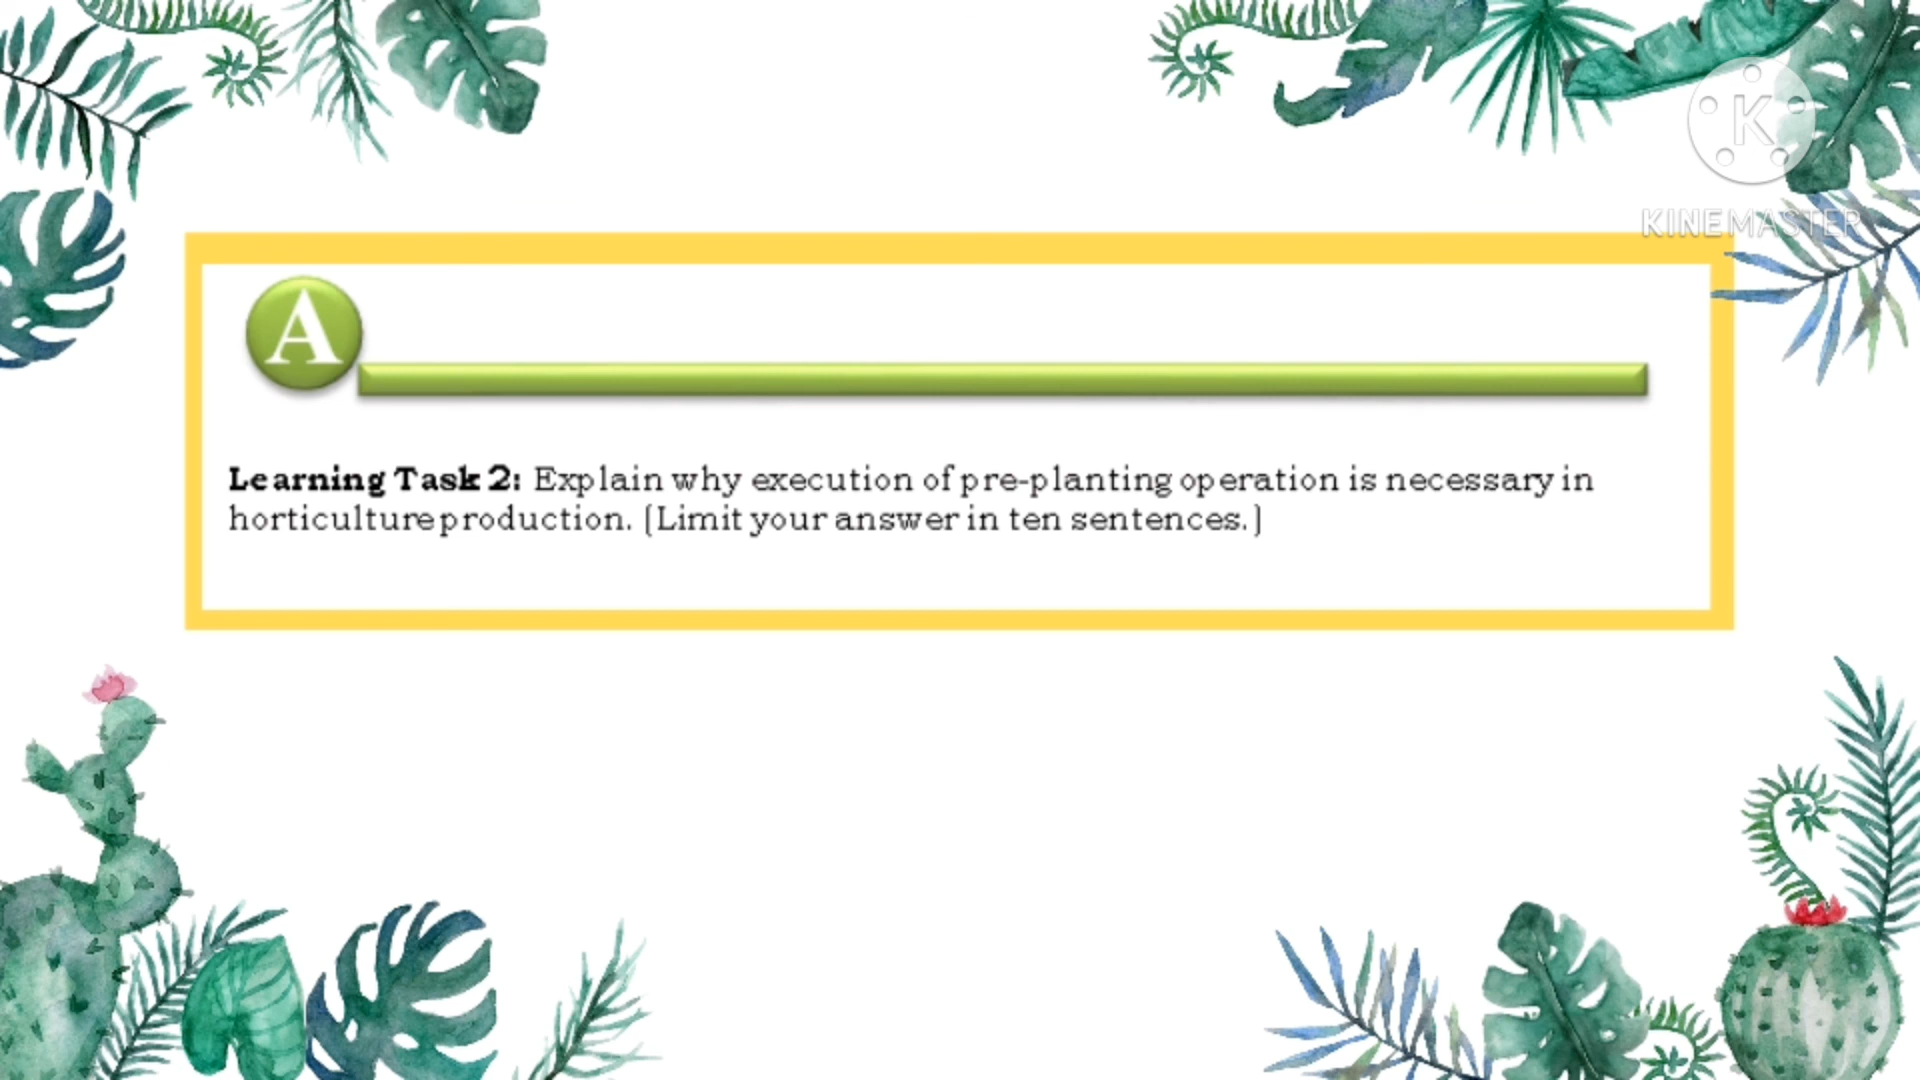 K
KINEMASTER
A
Learning Task 2: Explain why execution of pre-planting operation is necessary in
horticulture production. (Limit your answer in ten sentences.)